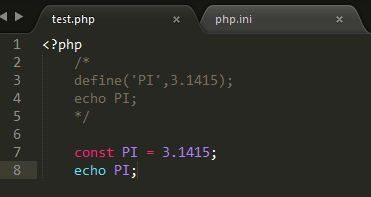 test.php × php.ini ×
1 <?php
2 /*
3 define('PI',3.1415);
4 echo PI;
5 */
6
7 const PI = 3.1415;
8 echo PI;